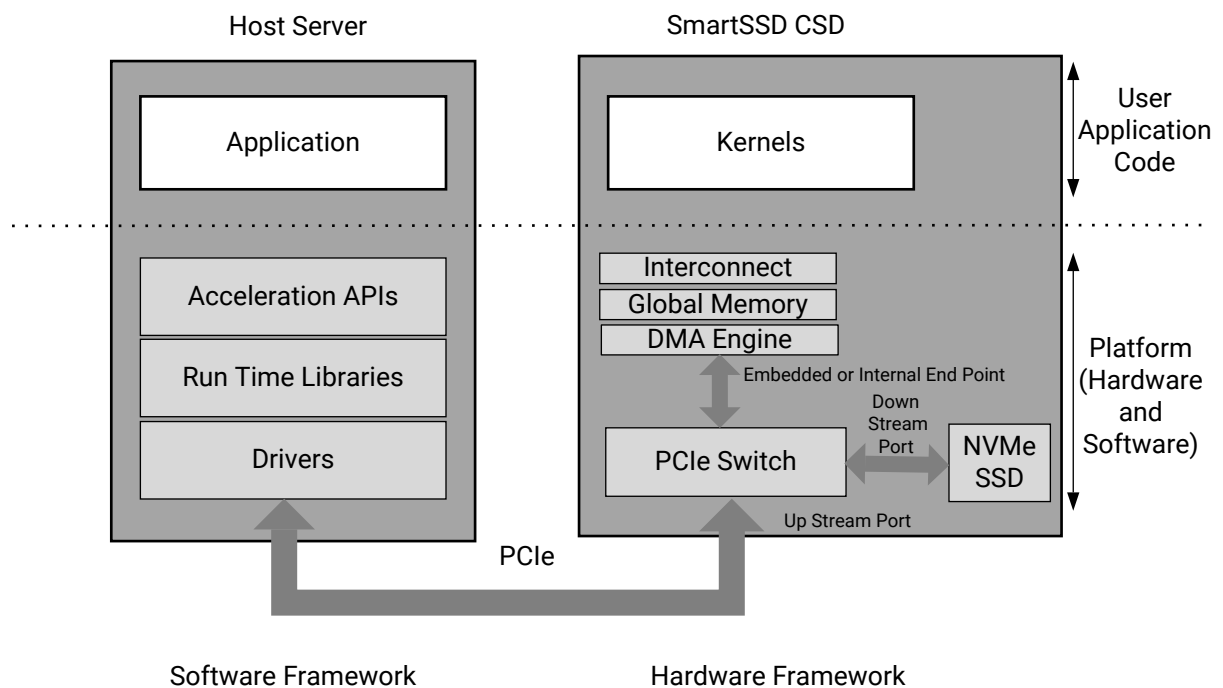 Host Server
SmartSSD CSD
Application
Kernels
User
Application
Code
Acceleration APIs
Run Time Libraries
Drivers
Interconnect
Global Memory
DMA Engine
Embedded or Internal End Point
Down
Stream
Port
PCIe Switch
NVMe
SSD
Up Stream Port
Platform
(Hardware
and
Software)
PCIe
Software Framework
Hardware Framework